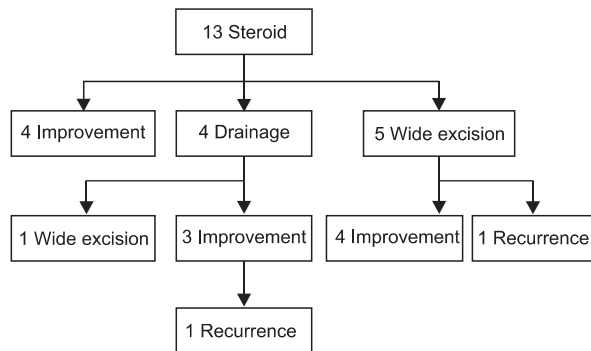 13 Steroid
4 Improvement
4 Drainage
5 Wide excision
1 Wide excision
3 Improvement
4 Improvement
1 Recurrence
1 Recurrence